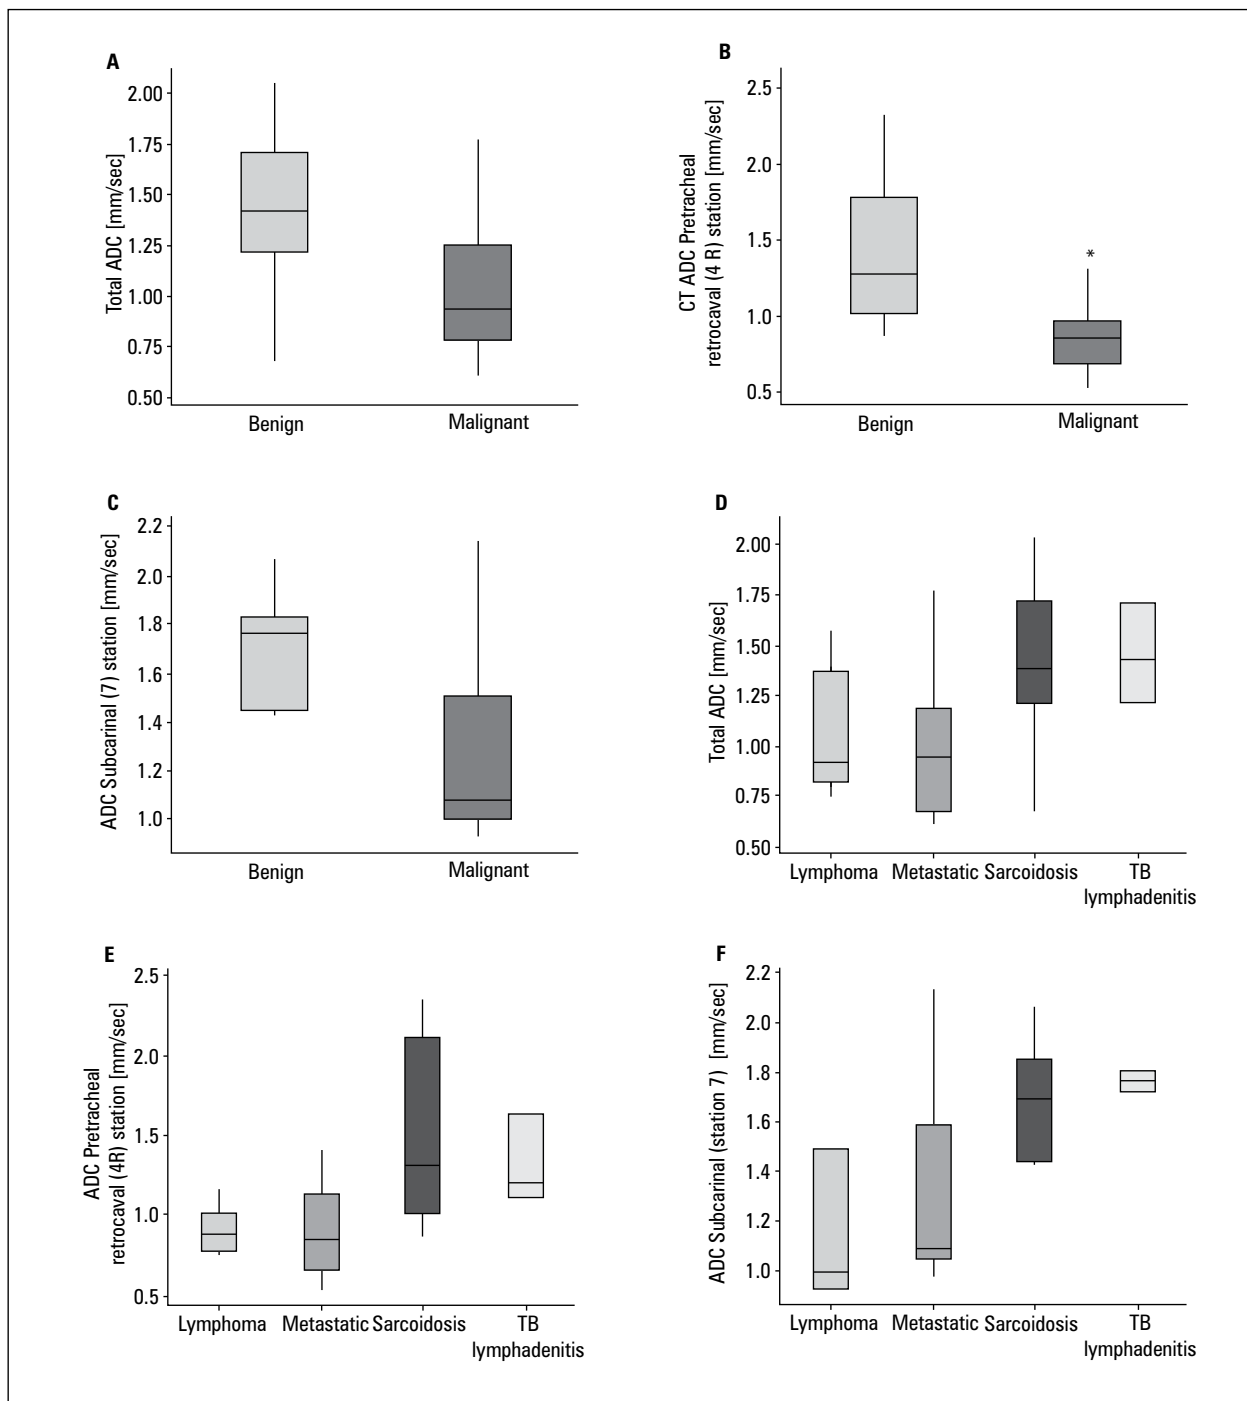 A
Total ADC [mm/sec]
2.00
1.75
1.50
1.25
1.00
0.75
0.50
Benign
Malignant
B
CT ADC Pretracheal
retrocaval (4 R) station [mm/sec]
2.5
2.0
1.5
1.0
0.5
*
Benign
Malignant
C
ADC Subcarinal (7) station [mm/sec]
2.2
2.0
1.8
1.6
1.4
1.2
1.0
Benign
Malignant
D
Total ADC [mm/sec]
2.00
1.75
1.50
1.25
1.00
0.75
0.50
Lymphoma
Metastatic
Sarcoidosis
TB
lymphadenitis
E
ADC Pretracheal
retrocaval (4R) station [mm/sec]
2.5
2.0
1.5
1.0
0.5
Lymphoma
Metastatic
Sarcoidosis
TB
lymphadenitis
F
ADC Subcarinal (station 7) [mm/sec]
2.2
2.0
1.8
1.6
1.4
1.2
1.0
Lymphoma
Metastatic
Sarcoidosis
TB
lymphadenitis